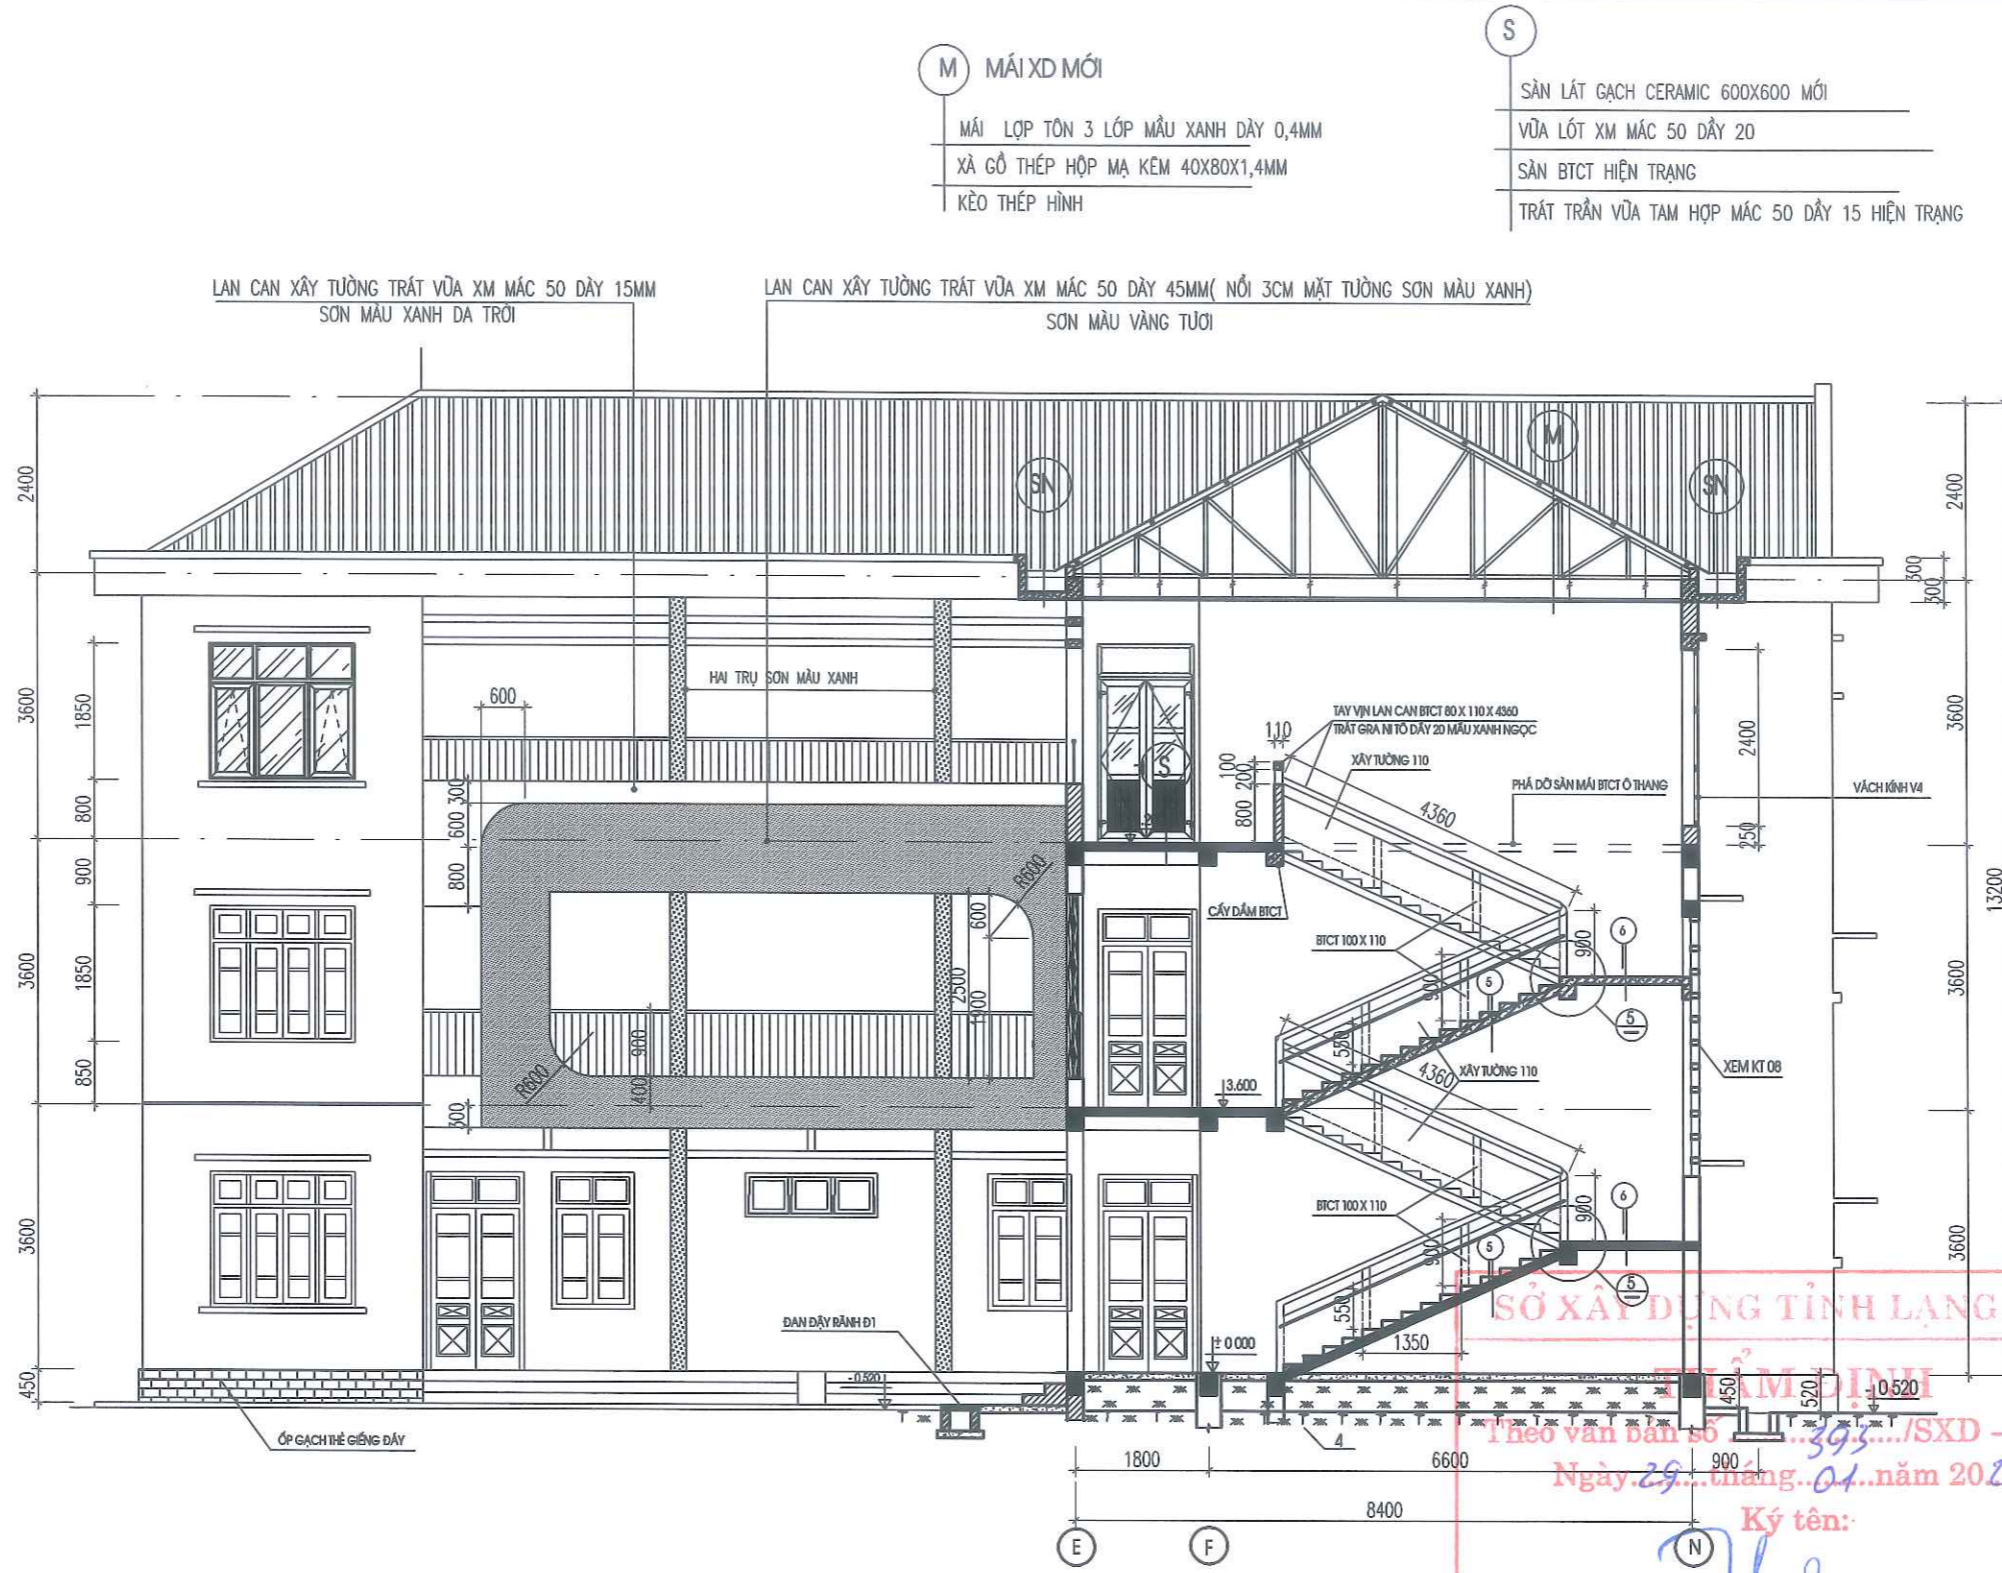 M MÁI XD MỚI
MÁI LỢP TÔN 3 LỚP MẦU XANH DÀY 0,4MM
XÀ GỒ THÉP HỘP MẠ KẼM 40X80X1,4MM
KÈO THÉP HÌNH
S
SÀN LÁT GẠCH CERAMIC 600X600 MỚI
VỮA LÓT XM MÁC 50 DẦY 20
SÀN BTCT HIỆN TRẠNG
TRÁT TRẦN VỮA TAM HỢP MÁC 50 DẦY 15 HIỆN TRẠNG
LAN CAN XÂY TƯỜNG TRÁT VỮA XM MÁC 50 DÀY 15MM
SƠN MÀU XANH DA TRỜI
LAN CAN XÂY TƯỜNG TRÁT VỮA XM MÁC 50 DÀY 45MM( NỔI 3CM MẶT TƯỜNG SƠN MÀU XANH)
SƠN MÀU VÀNG TƯƠI
2400
3600
3600
3600
450
1850
800
900
1850
850
SN
M
SN
HAI TRỤ SƠN MÀU XANH
600
300
600
800
300
R600
R600
600
2500
1900
900
400
S
110
100
200
800
TAY VỊN LAN CAN BTCT 80 X 110 X 4360
TRÁT GRA NI TÔ DẦY 20 MẦU XANH NGỌC
XÂY TƯỜNG 110
4360
PHÁ DỠ SÀN MÁI BTCT Ô THANG
VÁCH KÍNH V4
2400
250
CẤY DẦM BTCT
BTCT 100 X 110
900
900
550
5
6
5
3.600
4360
XÂY TƯỜNG 110
XEM KT 08
BTCT 100 X 110
900
900
550
5
6
5
1350
± 0 000
ĐAN ĐẬY RÃNH Đ1
- 0.520
ỐP GẠCH THẺ GIẾNG ĐÁY
4
450
520
- 0.520
300
300
2400
3600
3600
3600
13200
1800
6600
900
8400
E
F
N
SỞ XÂY DỰNG TỈNH LẠNG
THẨM ĐỊNH
Theo văn bản số 393/SXD -
Ngày 29 tháng 01 năm 202
Ký tên: